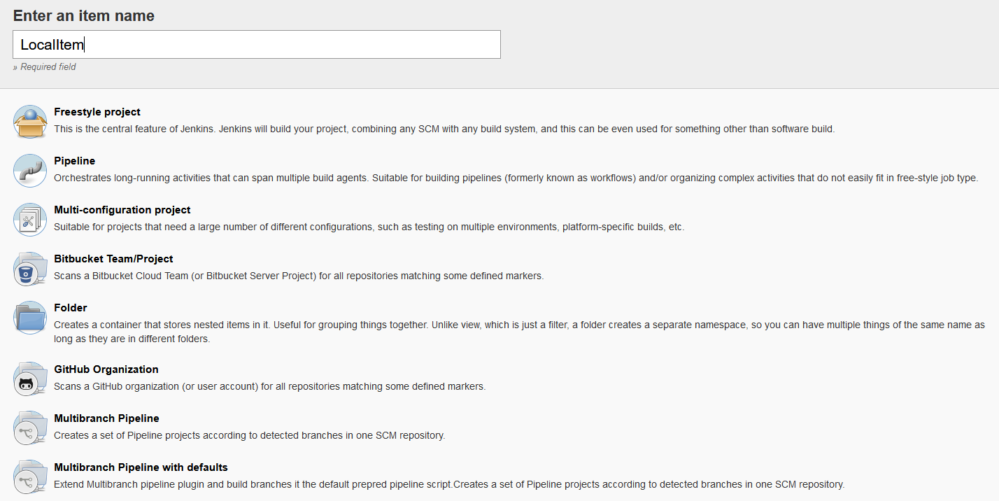 Enter an item name
LocalItem
» Required field
Freestyle project
This is the central feature of Jenkins. Jenkins will build your project, combining any SCM with any build system, and this can be even used for something other than software build.
Pipeline
Orchestrates long-running activities that can span multiple build agents. Suitable for building pipelines (formerly known as workflows) and/or organizing complex activities that do not easily fit in free-style job type.
Multi-configuration project
Suitable for projects that need a large number of different configurations, such as testing on multiple environments, platform-specific builds, etc.
Bitbucket Team/Project
Scans a Bitbucket Cloud Team (or Bitbucket Server Project) for all repositories matching some defined markers.
Folder
Creates a container that stores nested items in it. Useful for grouping things together. Unlike view, which is just a filter, a folder creates a separate namespace, so you can have multiple things of the same name as
long as they are in different folders.
GitHub Organization
Scans a GitHub organization (or user account) for all repositories matching some defined markers.
Multibranch Pipeline
Creates a set of Pipeline projects according to detected branches in one SCM repository.
Multibranch Pipeline with defaults
Extend Multibranch pipeline plugin and build branches it the default prepred pipeline script.Creates a set of Pipeline projects according to detected branches in one SCM repository.